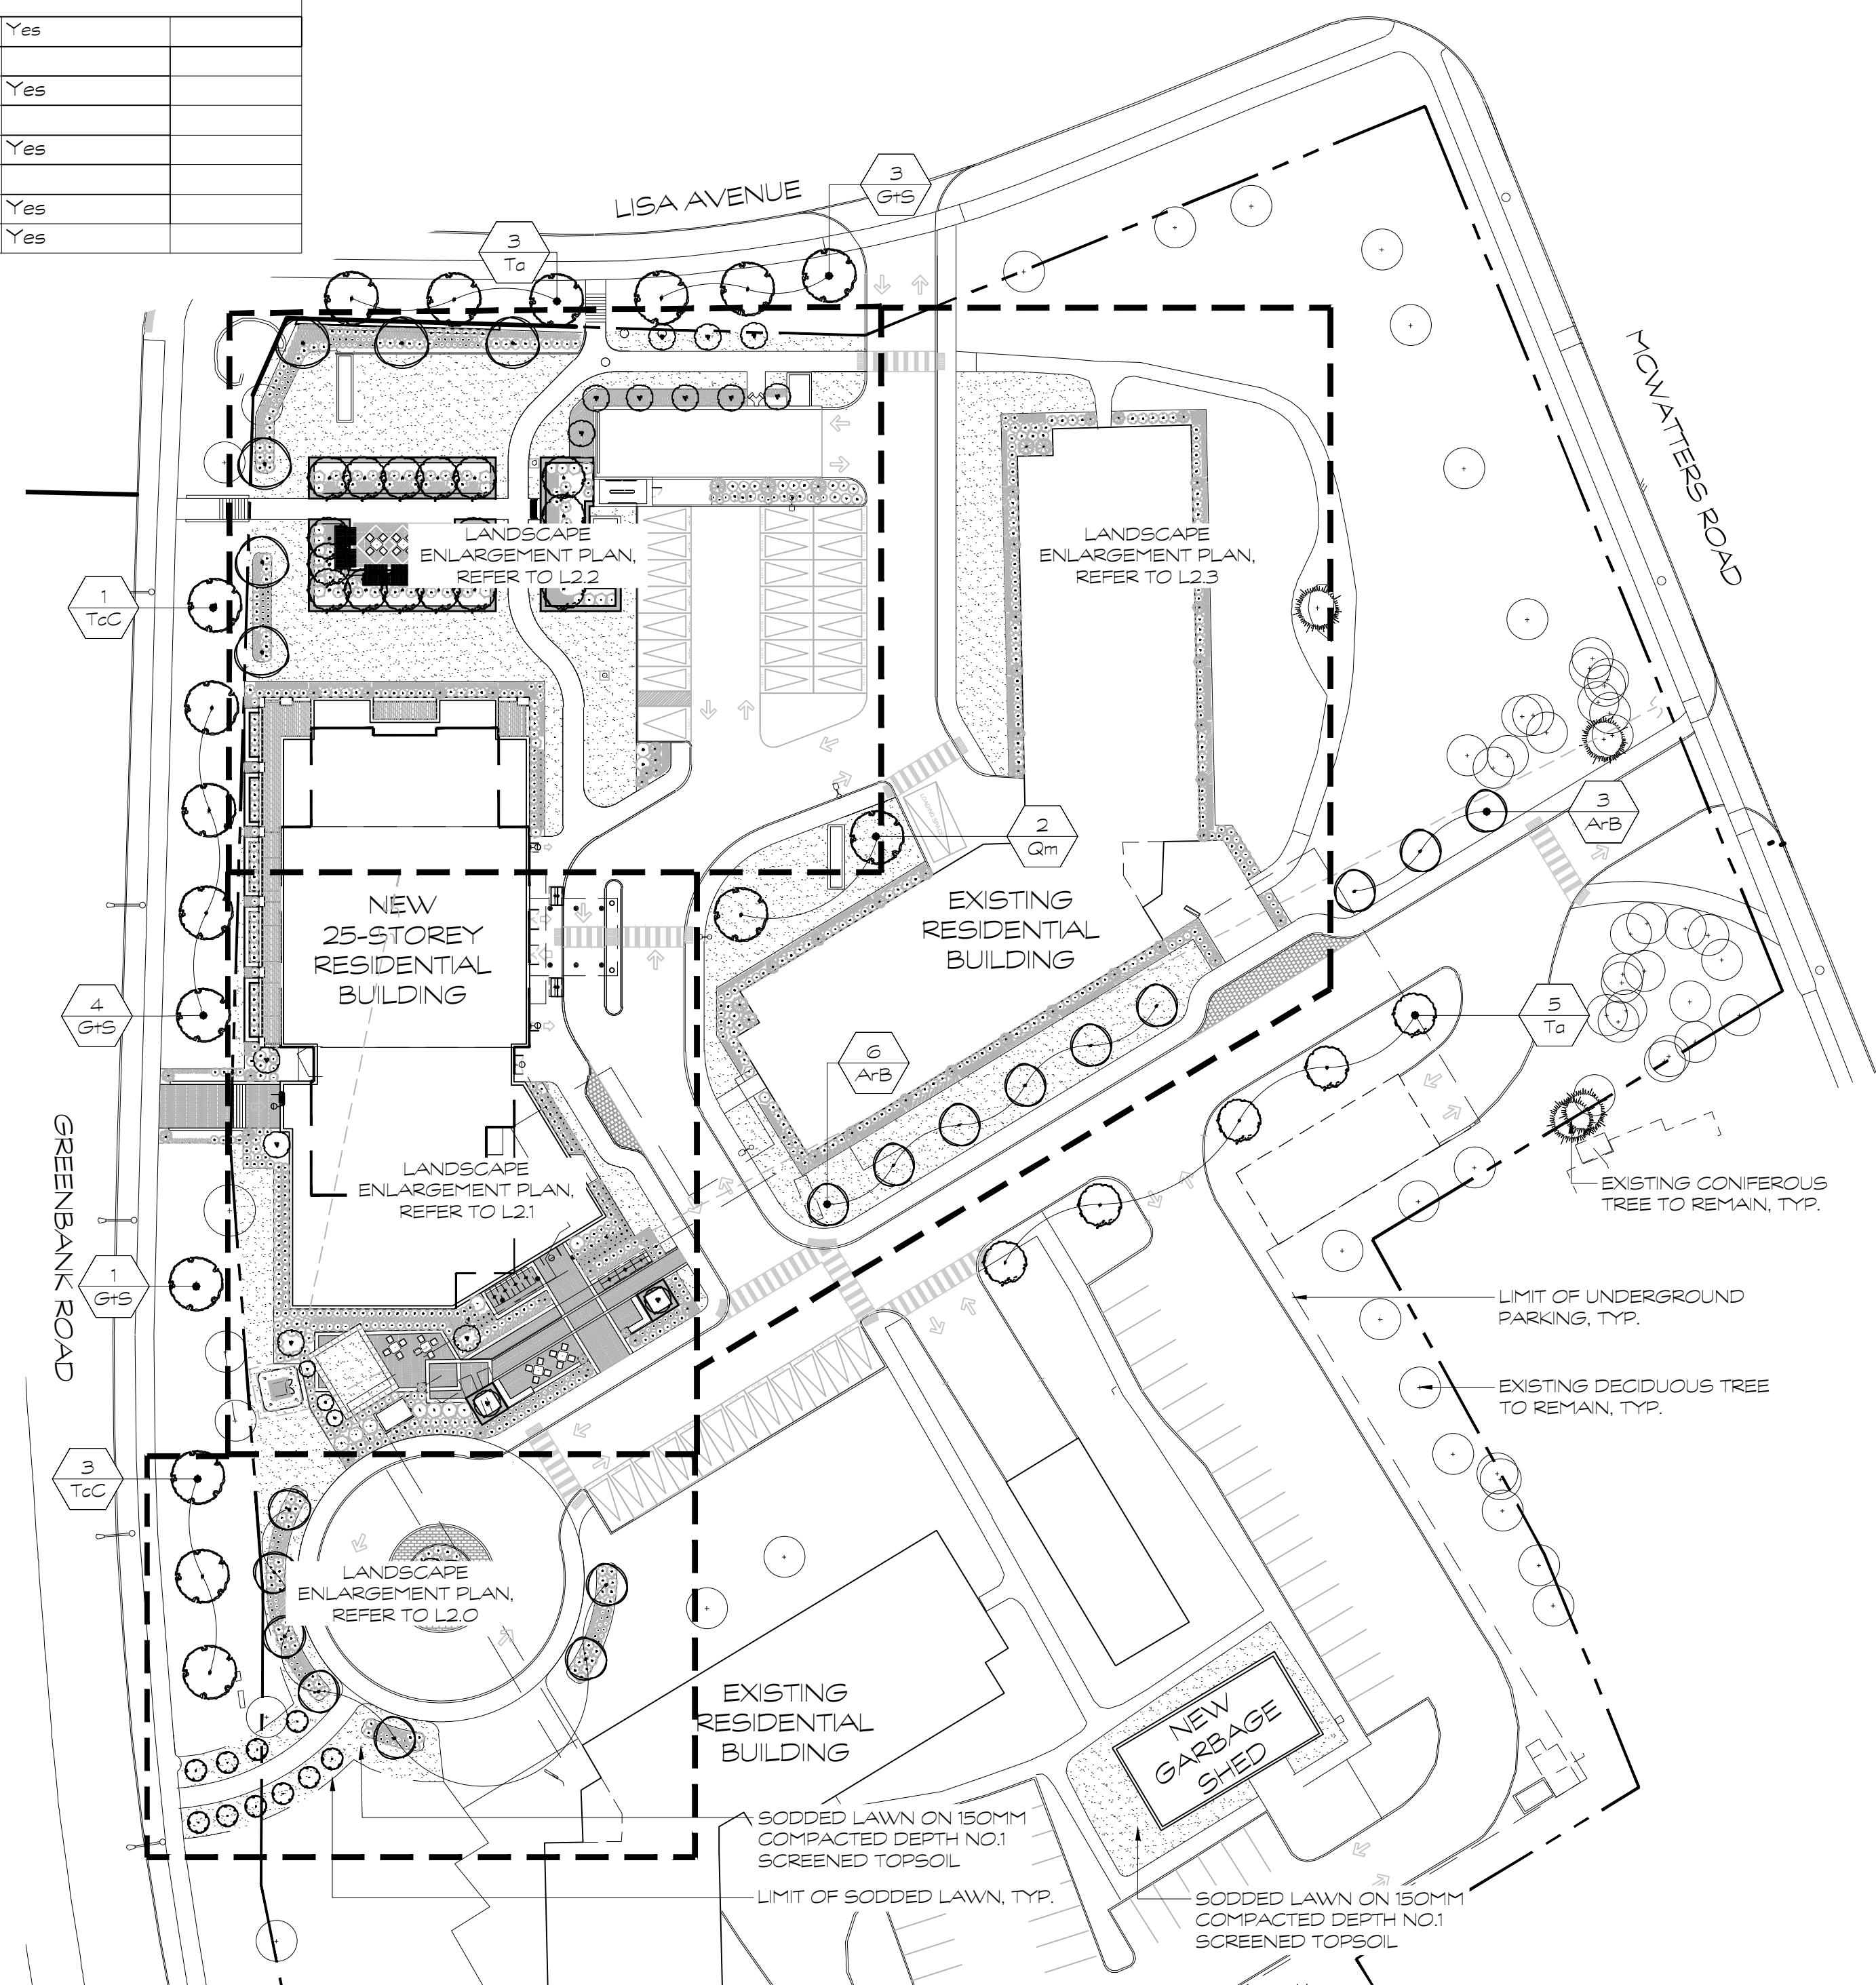 Yes
Yes
Yes
Yes
Yes
LISA AVENUE
3
GtS
3
Ta
MCWATTERS ROAD
LANDSCAPE
ENLARGEMENT PLAN,
REFER TO L2.2
LANDSCAPE
ENLARGEMENT PLAN,
REFER TO L2.3
1
TcC
3
ArB
2
Qm
NEW
25-STOREY
RESIDENTIAL
BUILDING
EXISTING
RESIDENTIAL
BUILDING
4
GtS
5
Ta
6
ArB
GREENBANK ROAD
LANDSCAPE
ENLARGEMENT PLAN,
REFER TO L2.1
EXISTING CONIFEROUS
TREE TO REMAIN, TYP.
1
GtS
LIMIT OF UNDERGROUND
PARKING, TYP.
EXISTING DECIDUOUS TREE
TO REMAIN, TYP.
3
TcC
LANDSCAPE
ENLARGEMENT PLAN,
REFER TO L2.0
EXISTING
RESIDENTIAL
BUILDING
NEW
GARBAGE
SHED
SODDED LAWN ON 150MM
COMPACTED DEPTH NO.1
SCREENED TOPSOIL
LIMIT OF SODDED LAWN, TYP.
SODDED LAWN ON 150MM
COMPACTED DEPTH NO.1
SCREENED TOPSOIL